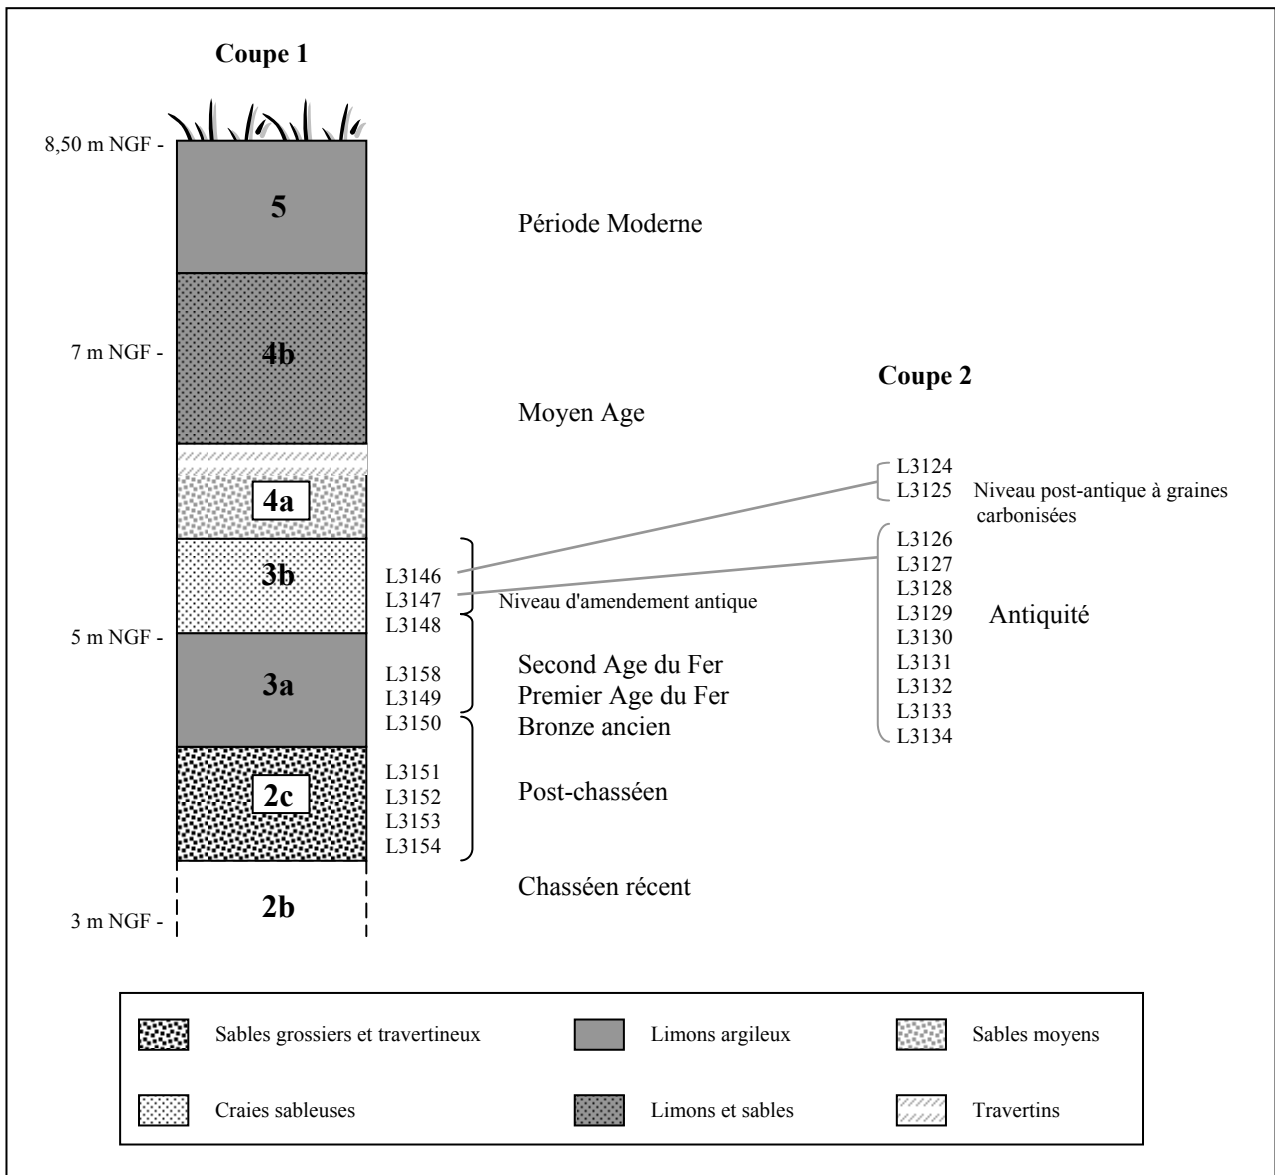 Coupe 1
8,50 m NGF -
5
Période Moderne
4b
7 m NGF -
Coupe 2
Moyen Age
4a
L3124
L3125
Niveau post-antique à graines
carbonisées
3b
L3146
L3147
L3148
Niveau d'amendement antique
L3126
L3127
L3128
L3129
L3130
L3131
L3132
L3133
L3134
Antiquité
5 m NGF -
3a
L3158
L3149
L3150
Second Age du Fer
Premier Age du Fer
Bronze ancien
2c
L3151
L3152
L3153
L3154
Post-chasséen
Chasséen récent
2b
3 m NGF -
Sables grossiers et travertineux
Limons argileux
Sables moyens
Craies sableuses
Limons et sables
Travertins